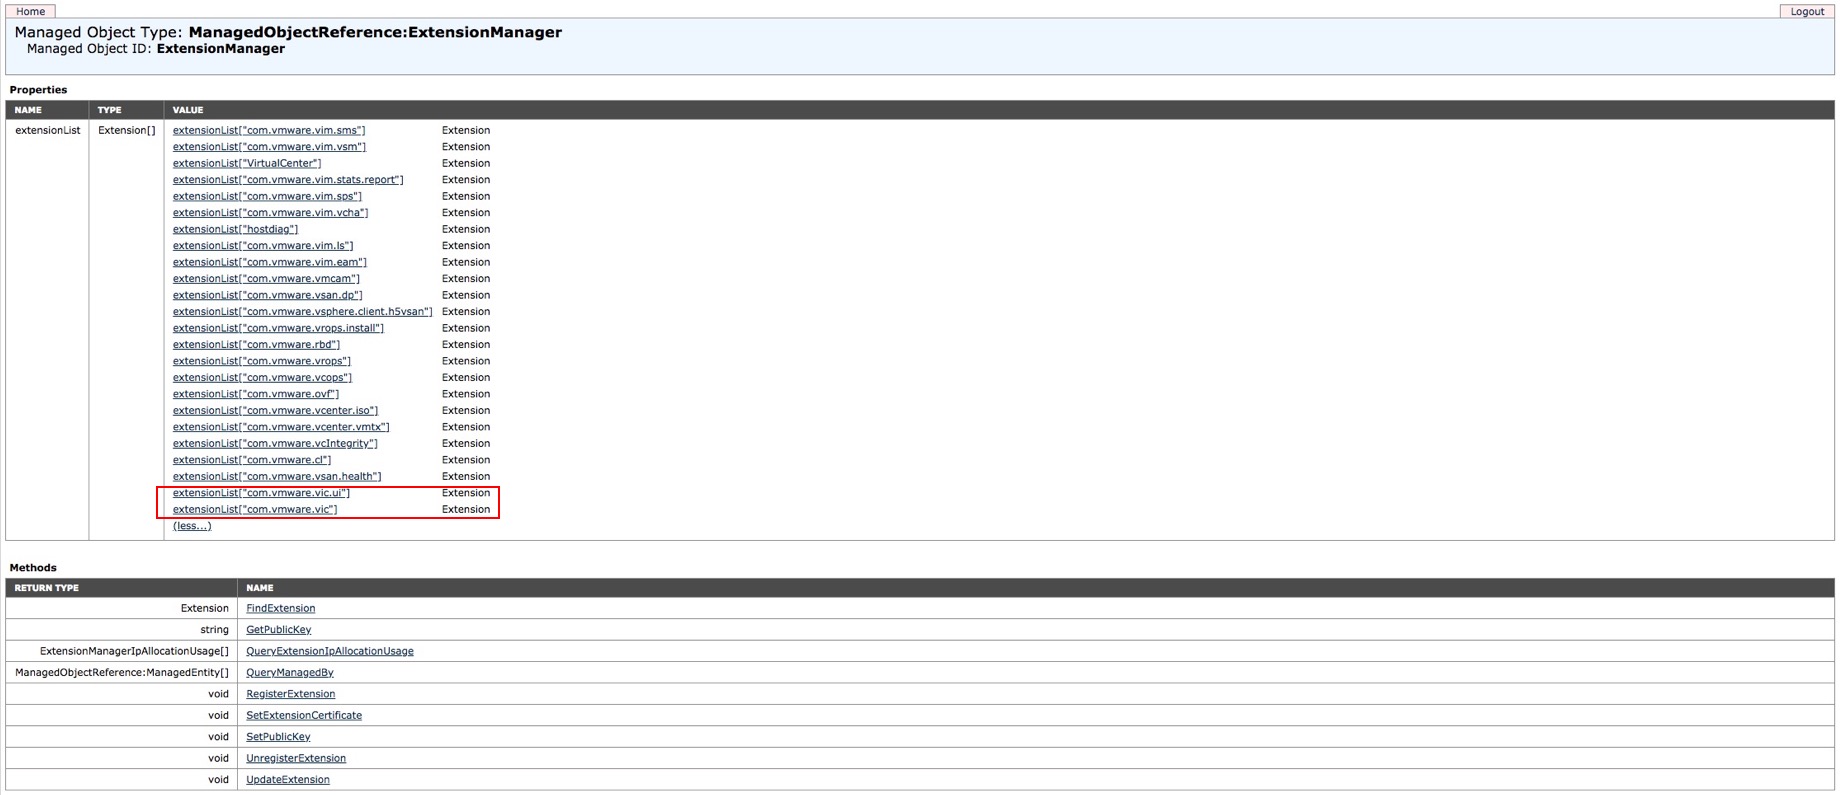 Home Logout
Managed Object Type: ManagedObjectReference:ExtensionManager
Managed Object ID: ExtensionManager
Properties
NAME TYPE VALUE
extensionList Extension[] extensionList["com.vmware.vim.sms"] Extension
extensionList["com.vmware.vim.vsm"] Extension
extensionList["VirtualCenter"] Extension
extensionList["com.vmware.vim.stats.report"] Extension
extensionList["com.vmware.vim.sps"] Extension
extensionList["com.vmware.vim.vcha"] Extension
extensionList["hostdiag"] Extension
extensionList["com.vmware.vim.ls"] Extension
extensionList["com.vmware.vim.eam"] Extension
extensionList["com.vmware.vmcam"] Extension
extensionList["com.vmware.vsan.dp"] Extension
extensionList["com.vmware.vsphere.client.h5vsan"] Extension
extensionList["com.vmware.vrops.install"] Extension
extensionList["com.vmware.rbd"] Extension
extensionList["com.vmware.vrops"] Extension
extensionList["com.vmware.vcops"] Extension
extensionList["com.vmware.ovf"] Extension
extensionList["com.vmware.vcenter.iso"] Extension
extensionList["com.vmware.vcenter.vmtx"] Extension
extensionList["com.vmware.vcIntegrity"] Extension
extensionList["com.vmware.cl"] Extension
extensionList["com.vmware.vsan.health"] Extension
extensionList["com.vmware.vic.ui"] Extension
extensionList["com.vmware.vic"] Extension
(less...)
Methods
RETURN TYPE NAME
Extension FindExtension
string GetPublicKey
ExtensionManagerIpAllocationUsage[] QueryExtensionIpAllocationUsage
ManagedObjectReference:ManagedEntity[] QueryManagedBy
void RegisterExtension
void SetExtensionCertificate
void SetPublicKey
void UnregisterExtension
void UpdateExtension